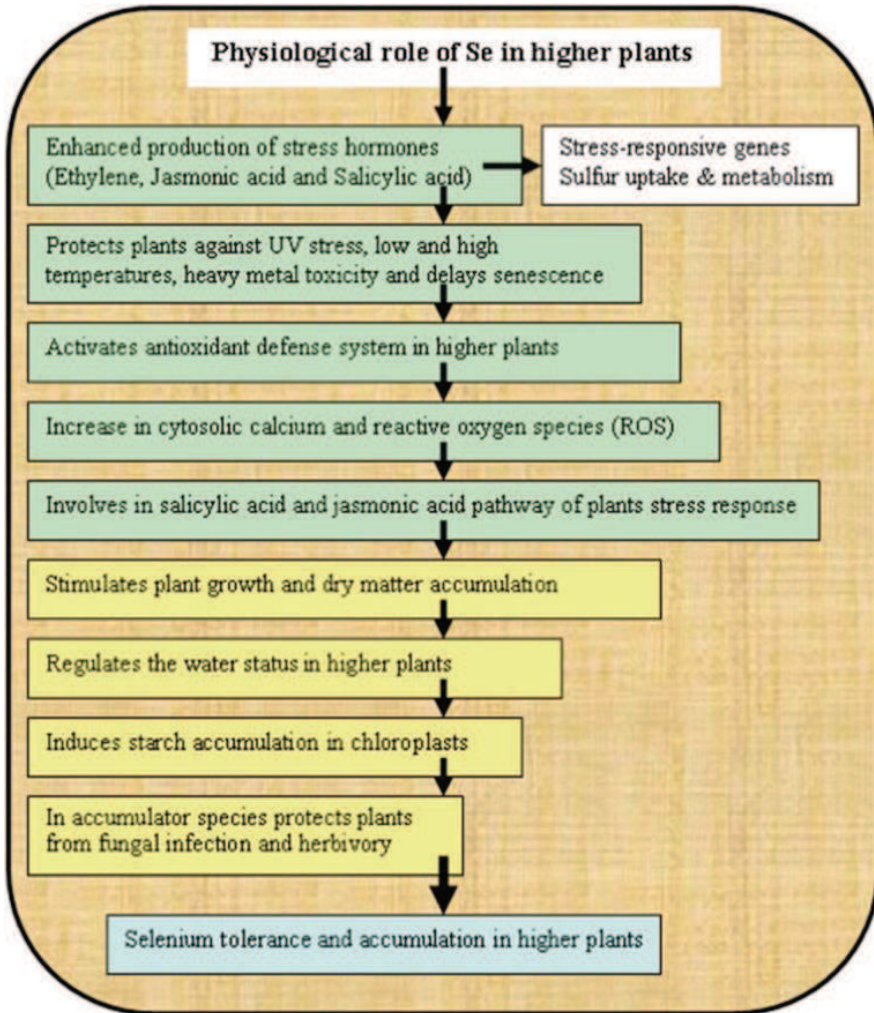 Physiological role of Se in higher plants
Enhanced production of stress hormones
(Ethylene, Jasmonic acid and Salicylic acid)
Stress-responsive genes
Sulfur uptake & metabolism
Protects plants against UV stress, low and high
temperatures, heavy metal toxicity and delays senescence
Activates antioxidant defense system in higher plants
Increase in cytosolic calcium and reactive oxygen species (ROS)
Involves in salicylic acid and jasmonic acid pathway of plants stress response
Stimulates plant growth and dry matter accumulation
Regulates the water status in higher plants
Induces starch accumulation in chloroplasts
In accumulator species protects plants
from fungal infection and herbivory
Selenium tolerance and accumulation in higher plants